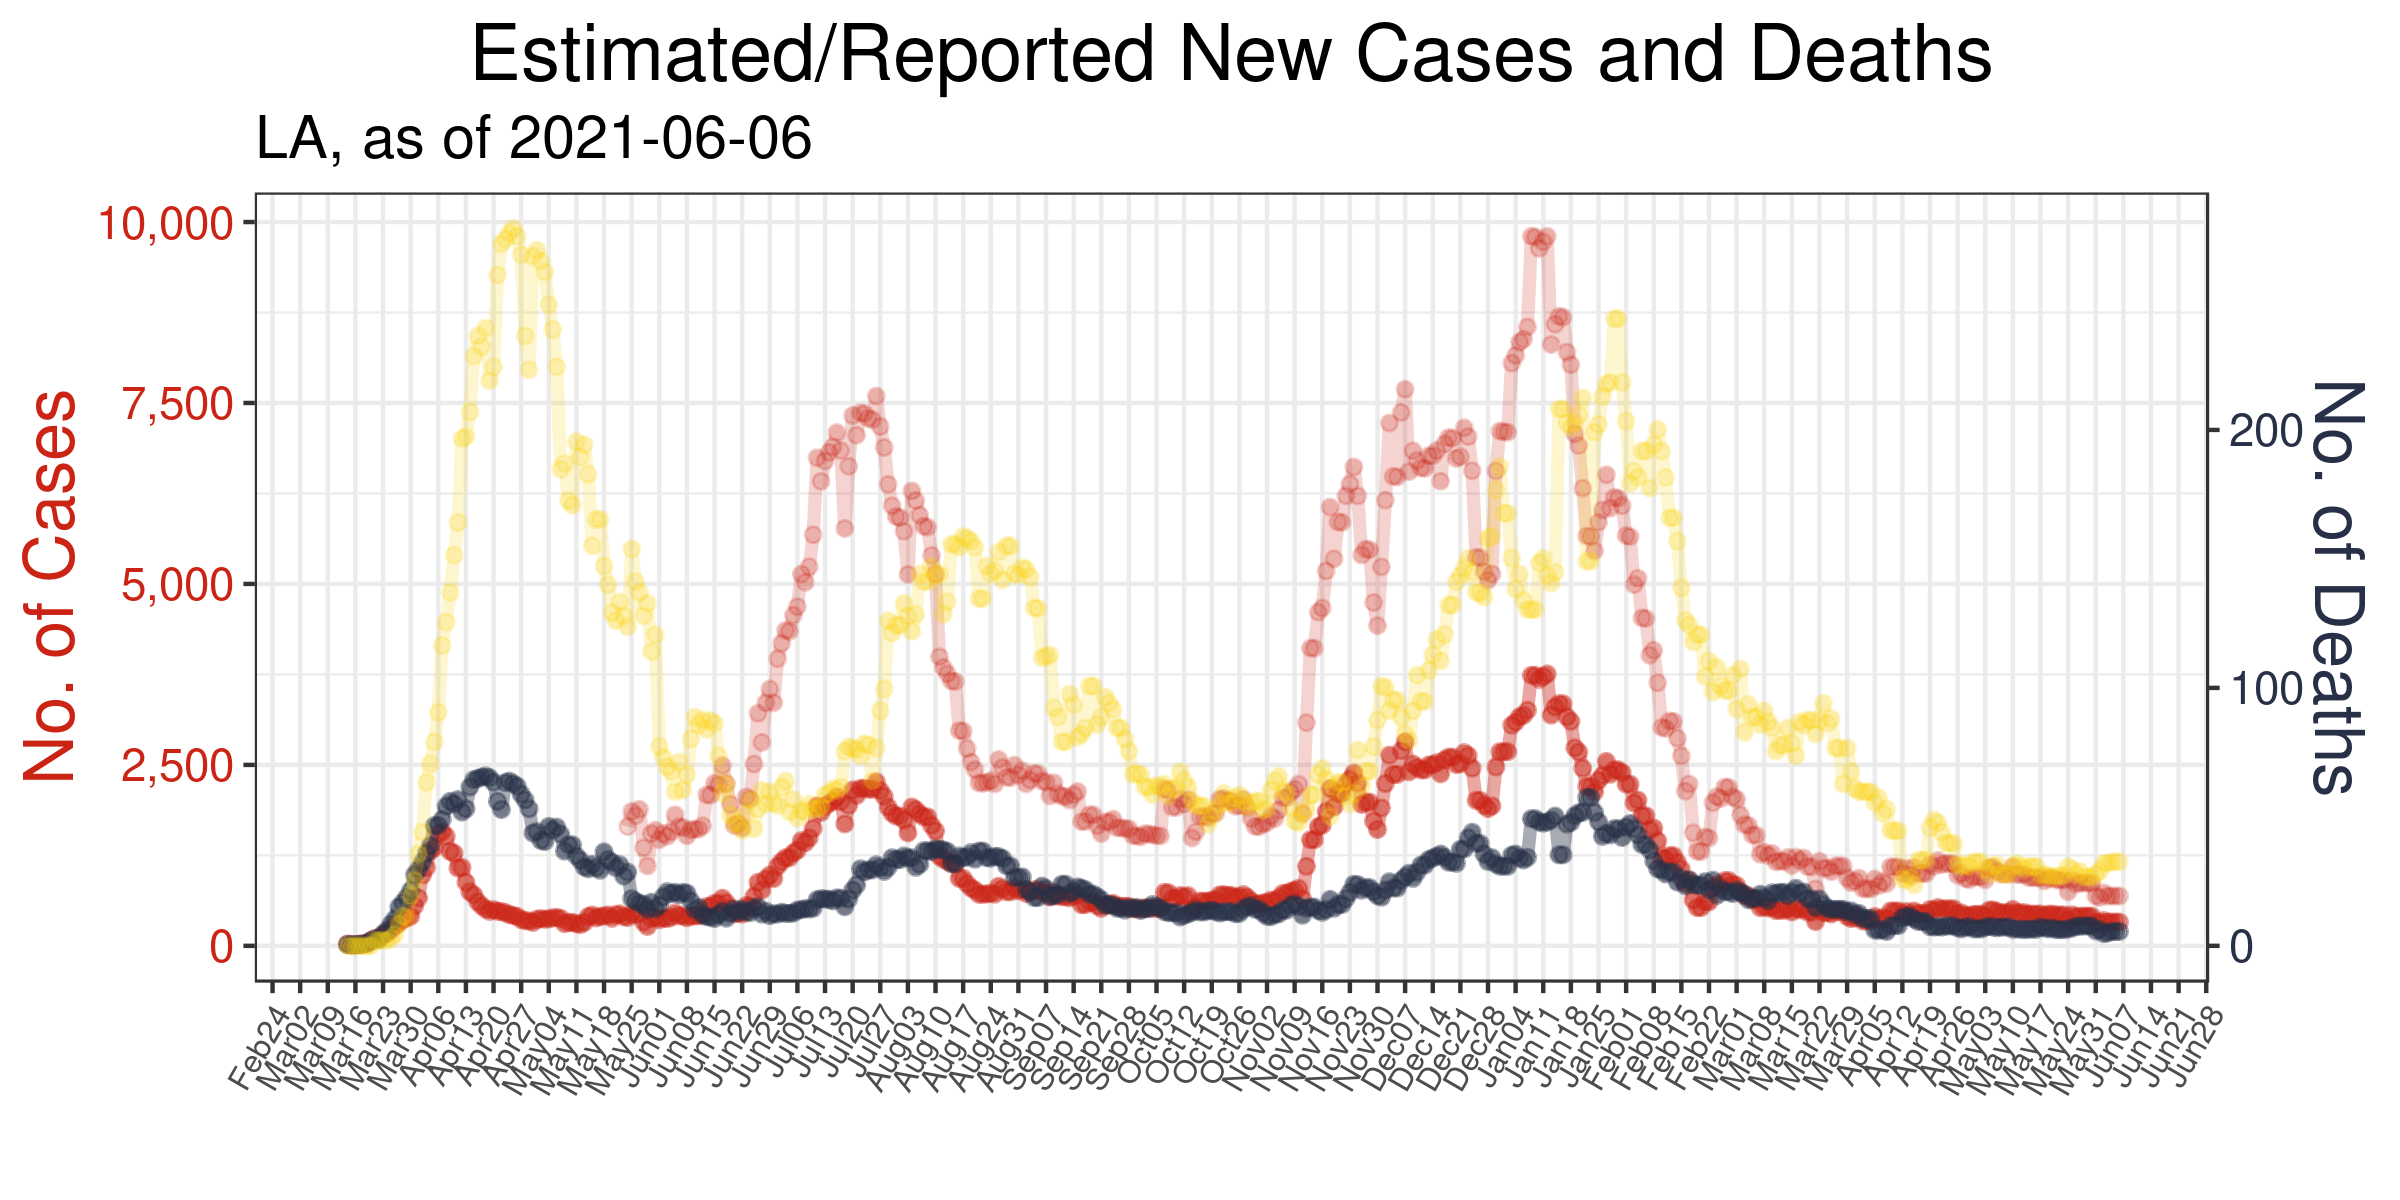 Estimated/Reported New Cases and Deaths
LA, as of 2021-06-06
No. of Cases
10,000
7,500
5,000
2,500
0
No. of Deaths
200
100
0
Feb24
Mar02
Mar09
Mar16
Mar23
Mar30
Apr06
Apr13
Apr20
Apr27
May04
May11
May18
May25
Jun01
Jun08
Jun15
Jun22
Jun29
Jul06
Jul13
Jul20
Jul27
Aug03
Aug10
Aug17
Aug24
Aug31
Sep07
Sep14
Sep21
Sep28
Oct05
Oct12
Oct19
Oct26
Nov02
Nov09
Nov16
Nov23
Nov30
Dec07
Dec14
Dec21
Dec28
Jan04
Jan11
Jan18
Jan25
Feb01
Feb08
Feb15
Feb22
Mar01
Mar08
Mar15
Mar22
Mar29
Apr05
Apr12
Apr19
Apr26
May03
May10
May17
May24
May31
Jun07
Jun14
Jun21
Jun28